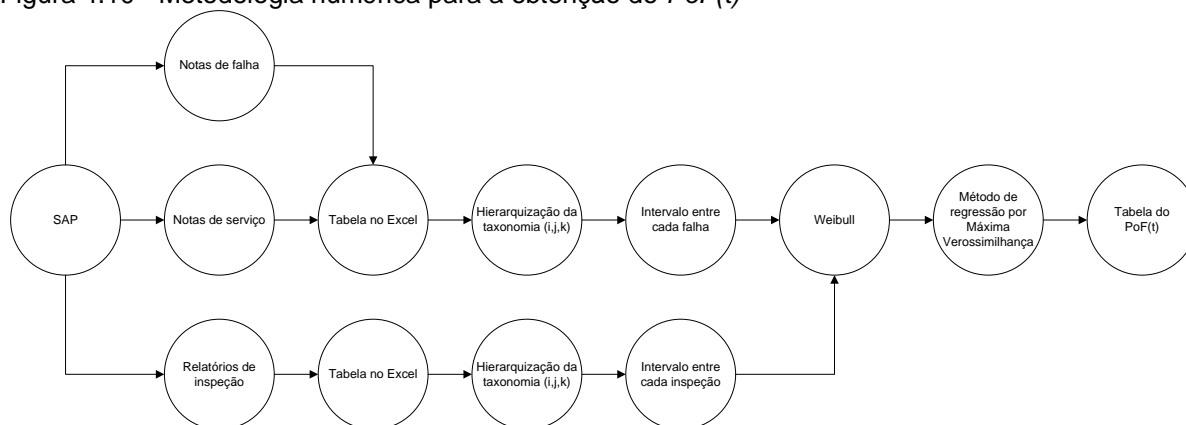 Figura 4.10 - Metodologia numérica para a obtenção do PoF(t)
Notas de falha
SAP
Notas de serviço
Tabela no Excel
Hierarquização da
taxonomia (i,j,k)
Intervalo entre
cada falha
Weibull
Método de
regressão por
Máxima
Verossimilhança
Tabela do
PoF(t)
Relatórios de
inspeção
Tabela no Excel
Hierarquização da
taxonomia (i,j,k)
Intervalo entre
cada inspeção